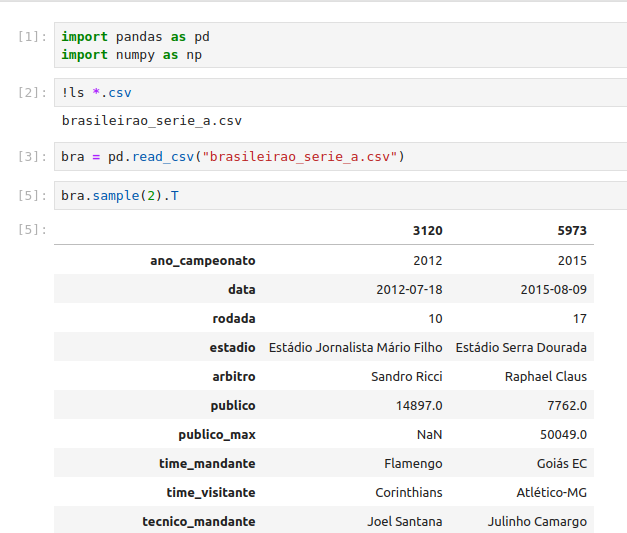 [1]: import pandas as pd
import numpy as np
[2]: !ls *.csv
brasileirao_serie_a.csv
[3]: bra = pd.read_csv("brasileirao_serie_a.csv")
[5]: bra.sample(2).T
[5]: 3120 5973
ano_campeonato 2012 2015
data 2012-07-18 2015-08-09
rodada 10 17
estadio Estádio Jornalista Mário Filho Estádio Serra Dourada
arbitro Sandro Ricci Raphael Claus
publico 14897.0 7762.0
publico_max NaN 50049.0
time_mandante Flamengo Goiás EC
time_visitante Corinthians Atlético-MG
tecnico_mandante Joel Santana Julinho Camargo